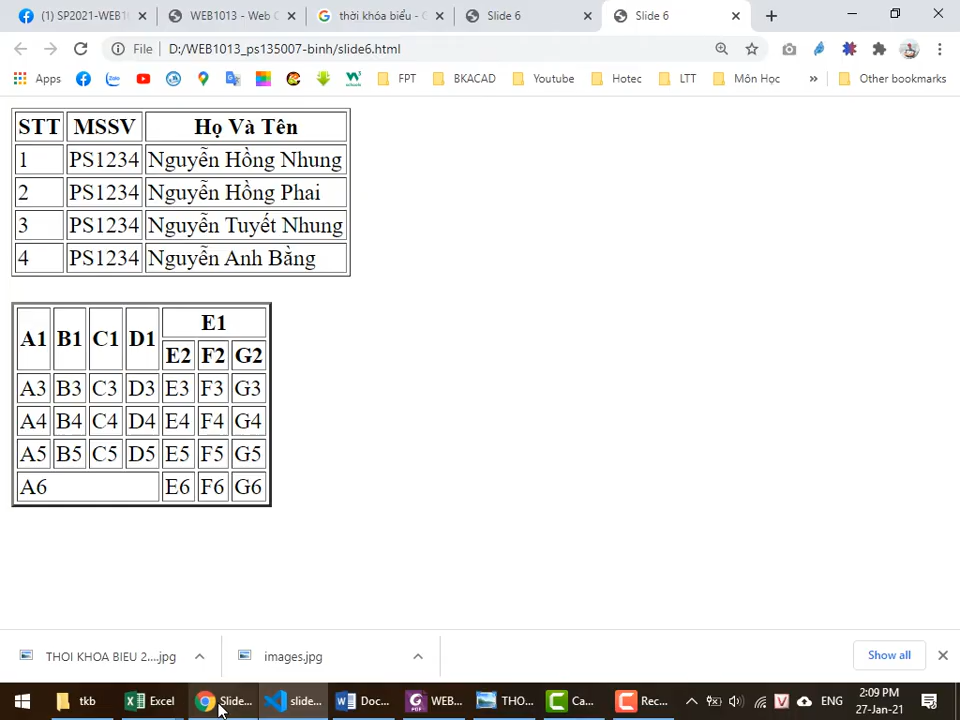 (1) SP2021-WEB1
WEB1013 - Web C
thời khóa biểu - G
Slide 6
Slide 6
File
D:/WEB1013_ps135007-binh/slide6.html
Apps
Zalo
FPT
BKACAD
Youtube
Hotec
LTT
Môn Học
»
Other bookmarks
STT MSSV Họ Và Tên
1 PS1234 Nguyễn Hồng Nhung
2 PS1234 Nguyễn Hồng Phai
3 PS1234 Nguyễn Tuyết Nhung
4 PS1234 Nguyễn Anh Bằng
A1 B1 C1 D1 E1
E2 F2 G2
A3 B3 C3 D3 E3 F3 G3
A4 B4 C4 D4 E4 F4 G4
A5 B5 C5 D5 E5 F5 G5
A6 E6 F6 G6
THOI KHOA BIEU 2....jpg
images.jpg
Show all
tkb
Excel
Slide...
slide...
Doc...
WEB...
THO...
Ca...
Rec...
ENG
2:09 PM
27-Jan-21